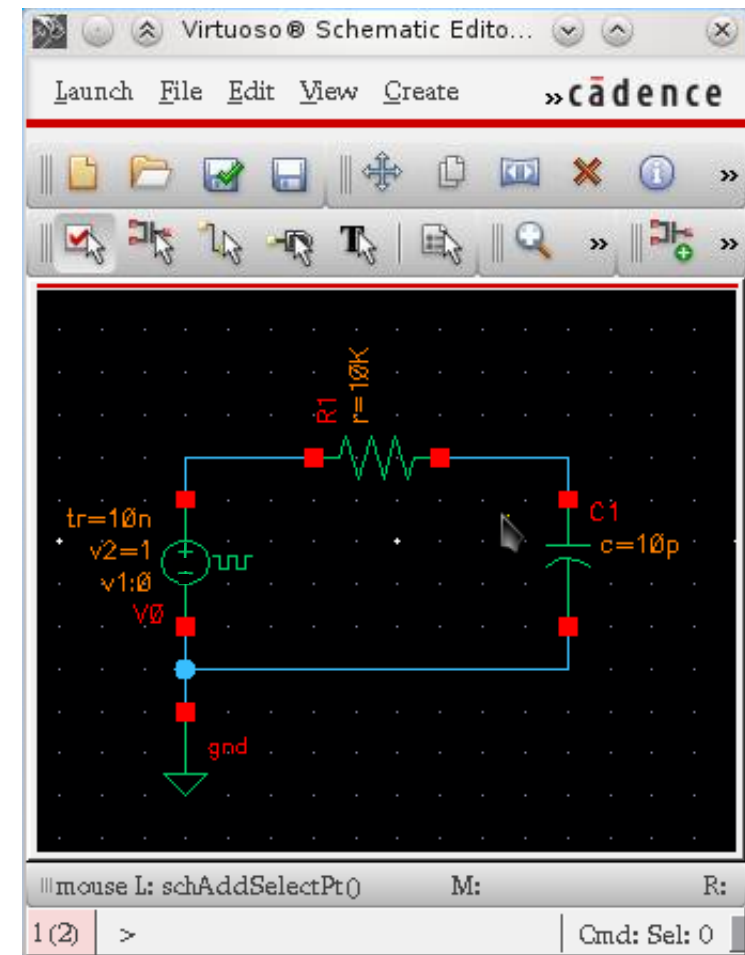 Virtuoso® Schematic Edito...
Launch File Edit View Create » cādence
»
T » »
R1
r=10K
tr=10n
v2=1
v1:0
V0
C1
c=10p
gnd
mouse L: schAddSelectPt() M: R:
1(2) > Cmd: Sel: 0